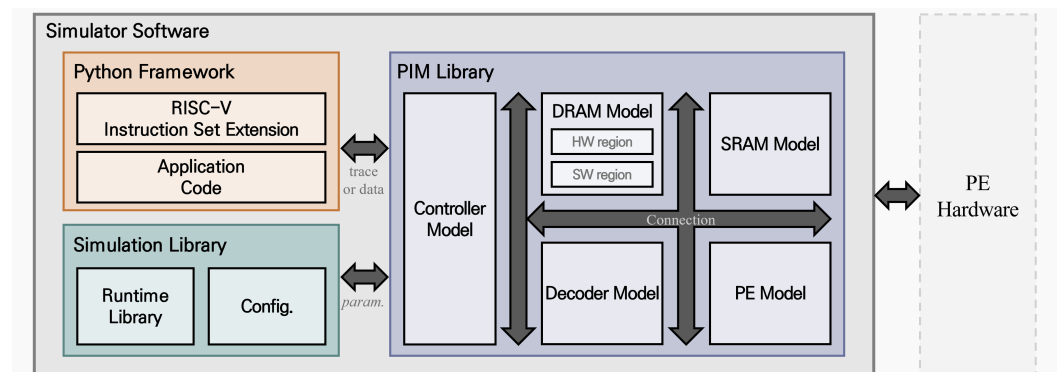 Simulator Software
Python Framework
RISC-V
Instruction Set Extension
Application
Code
trace
or data
Simulation Library
Runtime
Library
Config.
param.
PIM Library
Controller
Model
DRAM Model
HW region
SW region
SRAM Model
Connection
Decoder Model
PE Model
PE
Hardware